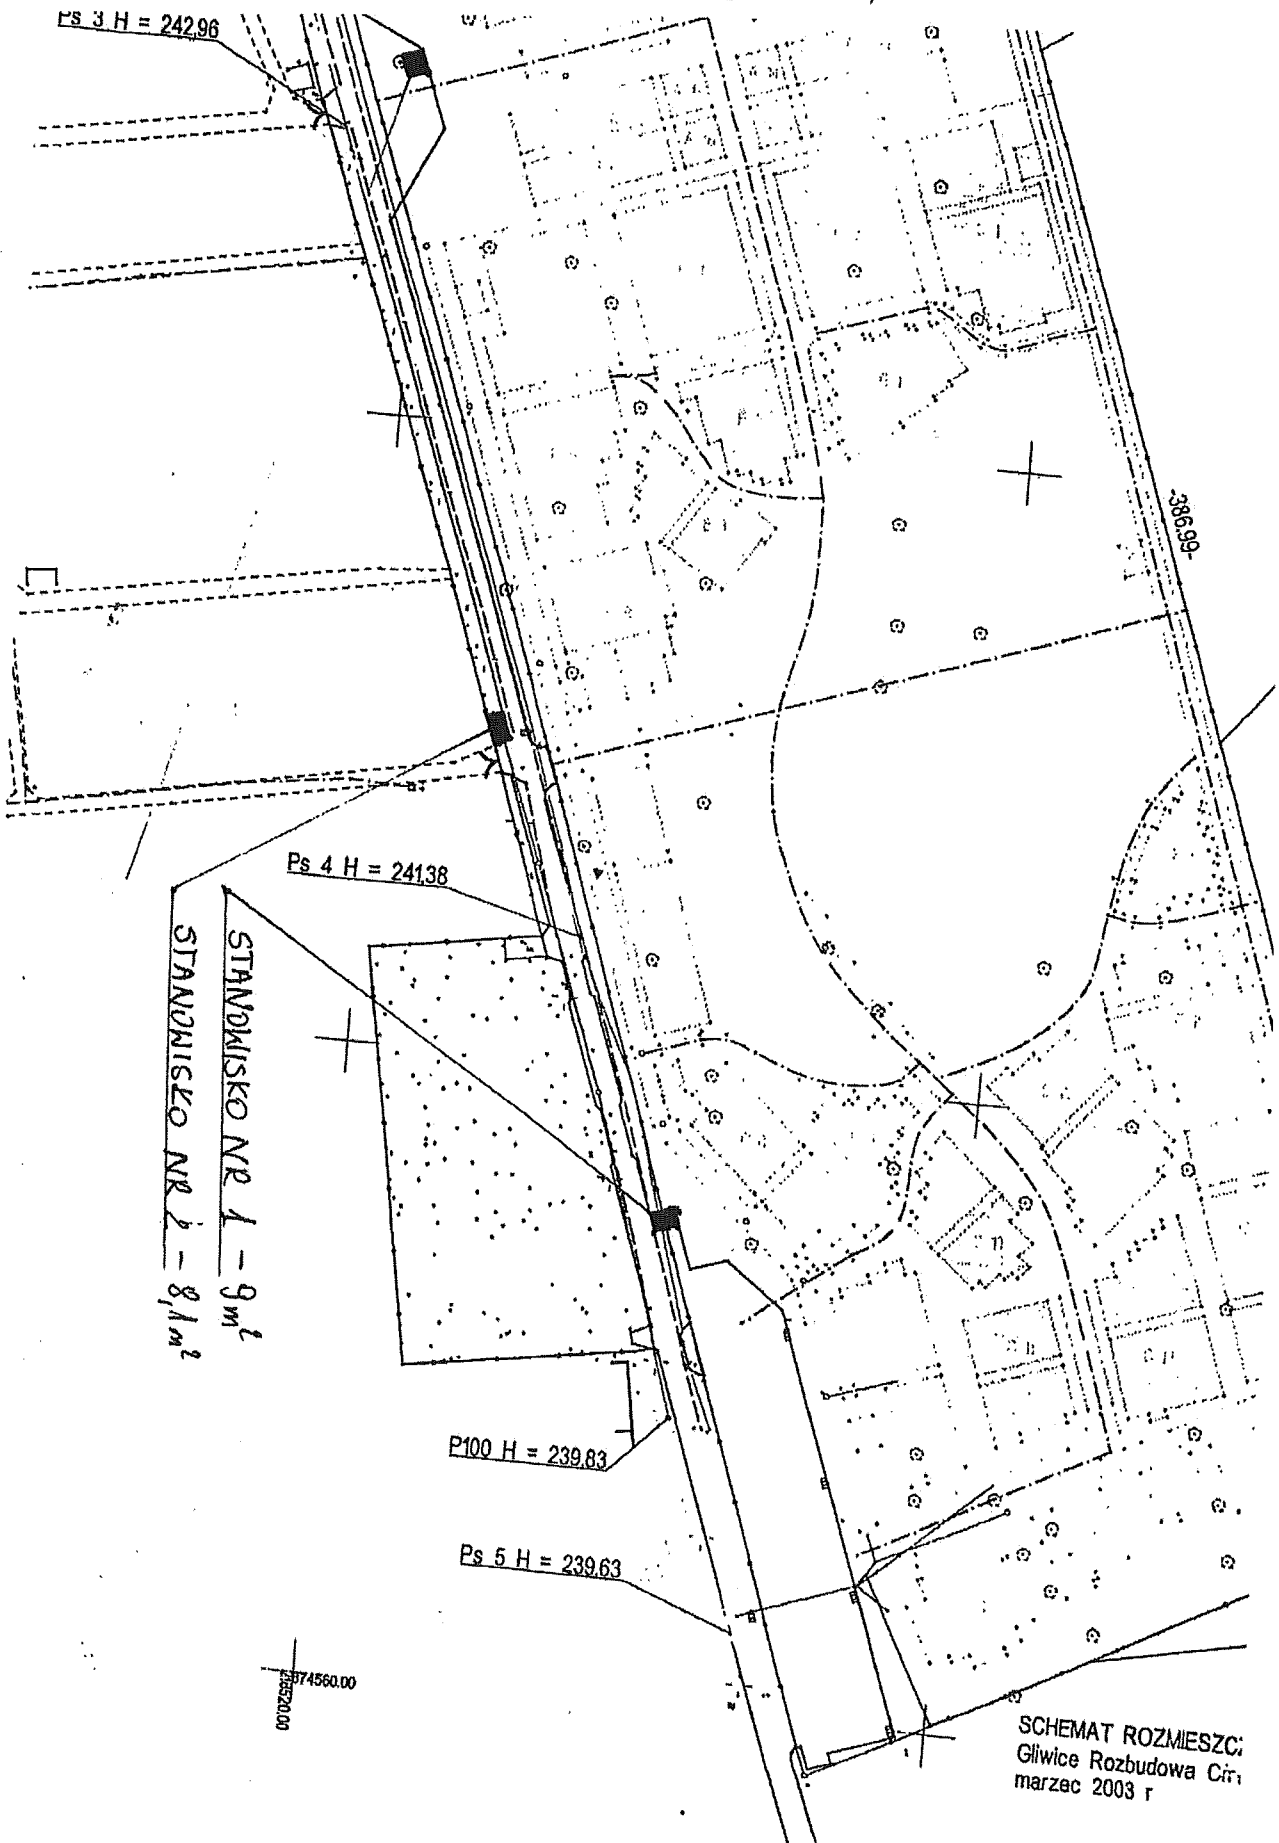 Ps 3 H = 242,96
-386.99-
Ps 4 H = 241,38
STANOWISKO NR 1 - 9m²
STANOWISKO NR 2 - 8,1m²
P100 H = 239,83
Ps 5 H = 239,63
874560.00
SCHEMAT ROZMIESZC
Gliwice Rozbudowa
marzec 2003 r